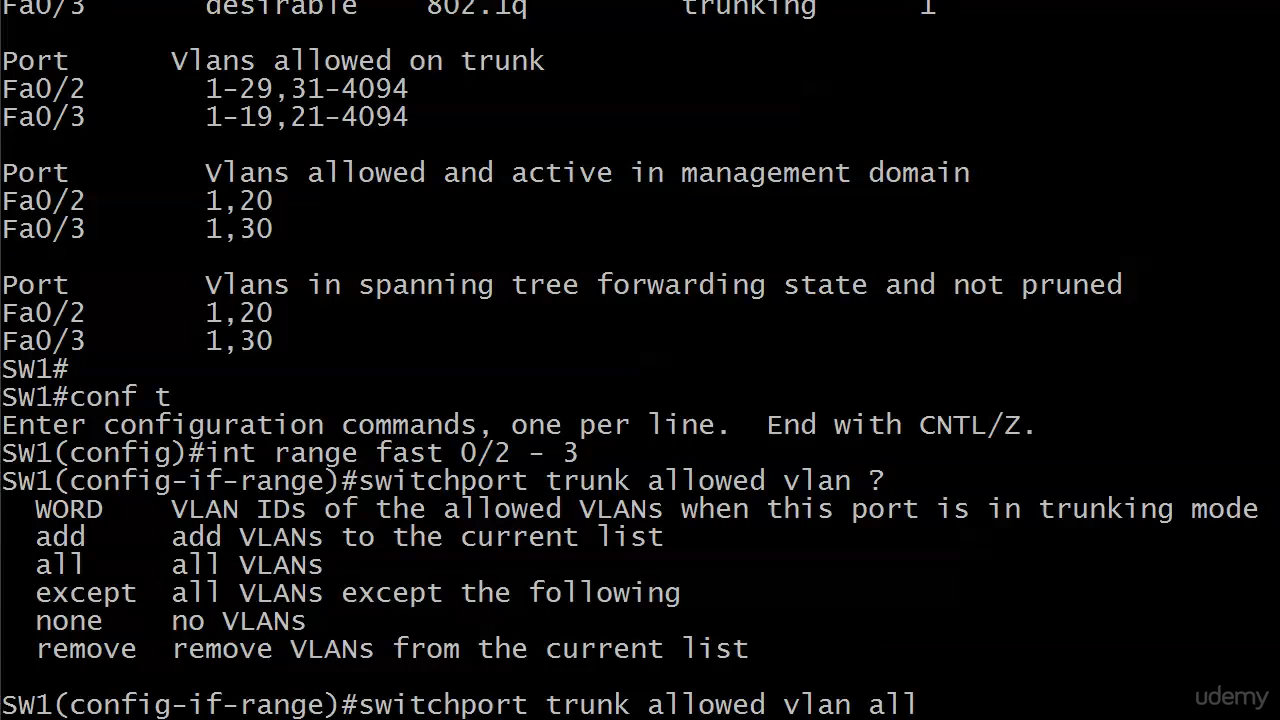 Fa0/3 desirable 802.1q trunking 1
Port Vlans allowed on trunk
Fa0/2 1-29,31-4094
Fa0/3 1-19,21-4094
Port Vlans allowed and active in management domain
Fa0/2 1,20
Fa0/3 1,30
Port Vlans in spanning tree forwarding state and not pruned
Fa0/2 1,20
Fa0/3 1,30
SW1#
SW1#conf t
Enter configuration commands, one per line. End with CNTL/Z.
SW1(config)#int range fast 0/2 - 3
SW1(config-if-range)#switchport trunk allowed vlan ?
WORD VLAN IDs of the allowed VLANs when this port is in trunking mode
add add VLANs to the current list
all all VLANs
except all VLANs except the following
none no VLANs
remove remove VLANs from the current list
SW1(config-if-range)#switchport trunk allowed vlan all
udemy